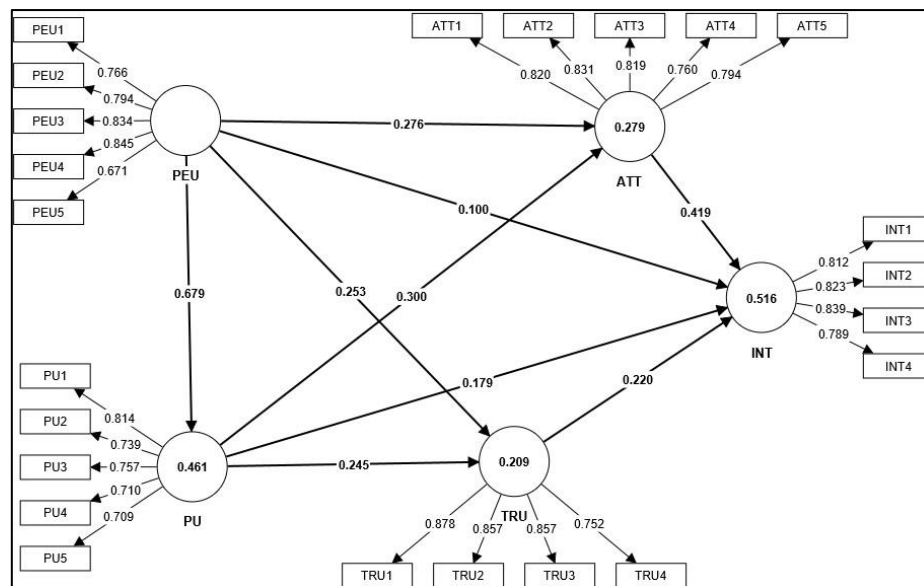 PEU1
PEU2
PEU3
PEU4
PEU5
0.766
0.794
0.834
0.845
0.671
PEU
ATT1
ATT2
ATT3
ATT4
ATT5
0.820
0.831
0.819
0.760
0.794
0.279
ATT
0.276
0.100
0.419
0.679
0.253
0.300
0.179
0.220
0.245
INT1
INT2
INT3
INT4
0.812
0.823
0.839
0.789
0.516
INT
PU1
PU2
PU3
PU4
PU5
0.814
0.739
0.757
0.710
0.709
0.461
PU
0.209
TRU
0.878
0.857
0.857
0.752
TRU1
TRU2
TRU3
TRU4